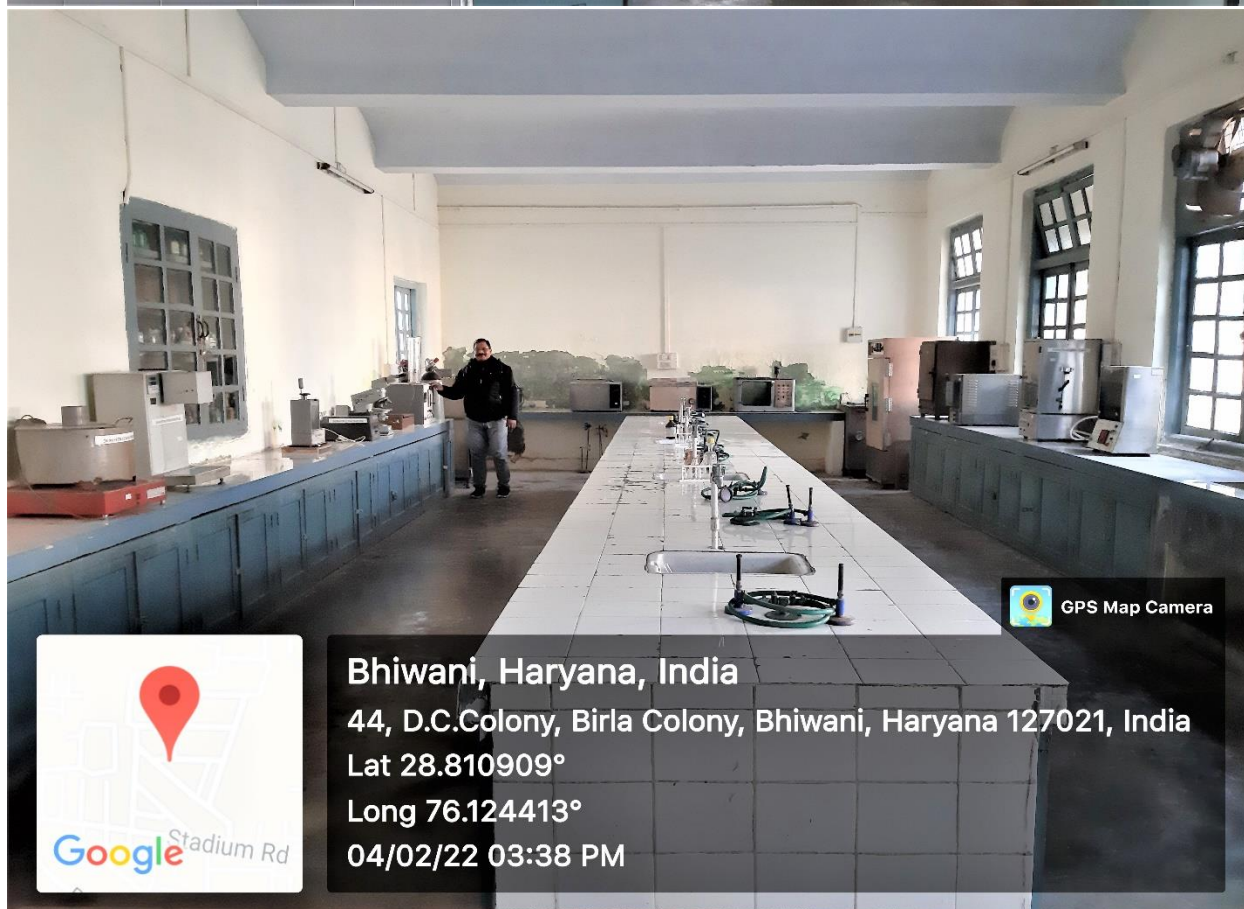 GPS Map Camera
Bhiwani, Haryana, India
44, D.C.Colony, Birla Colony, Bhiwani, Haryana 127021, India
Lat 28.810909°
Long 76.124413°
04/02/22 03:38 PM
Google
Stadium Rd